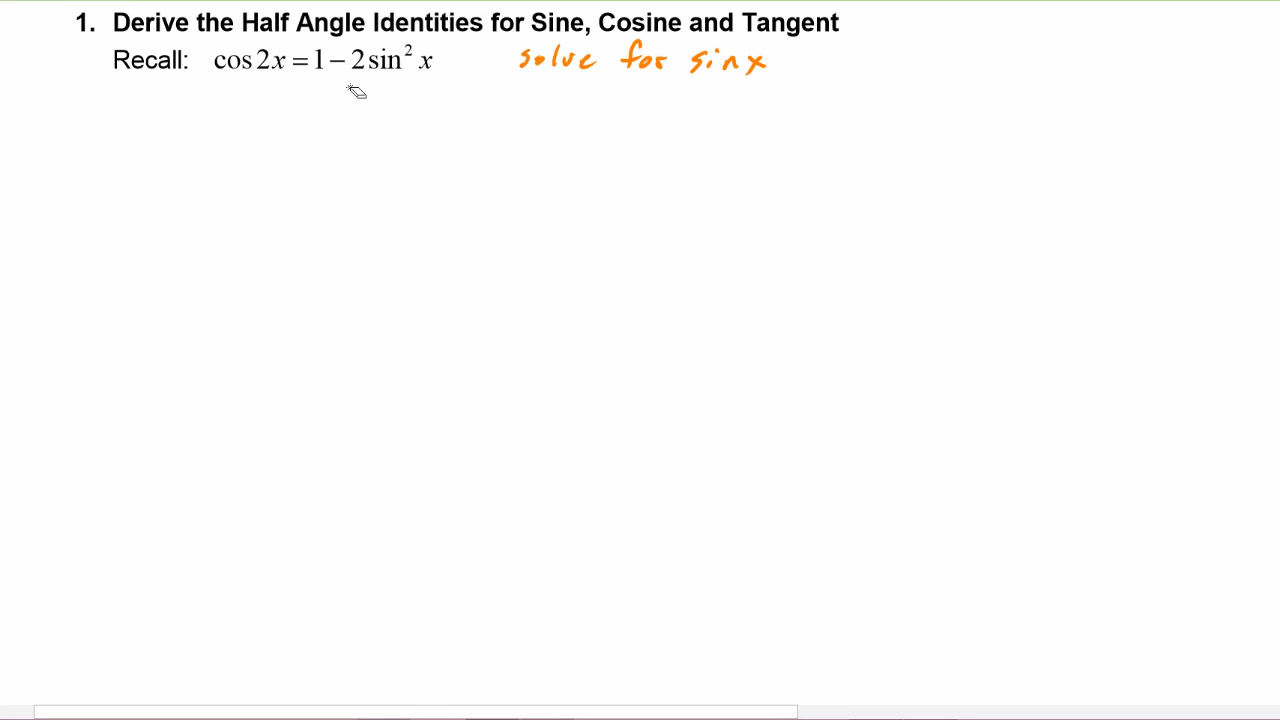 1. Derive the Half Angle Identities for Sine, Cosine and Tangent
Recall: cos 2x = 1 − 2 sin² x solve for sin x